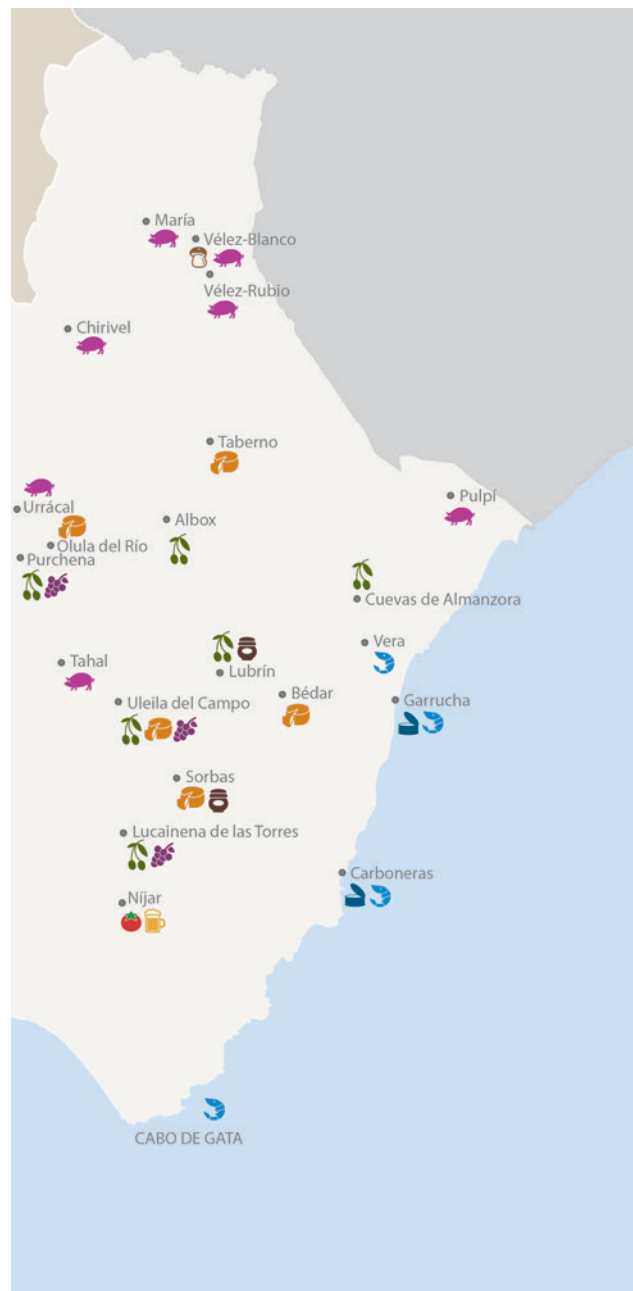 María
Vélez-Blanco
Vélez-Rubio
Chirivel
Taberno
Pulpí
Urrácal
Albox
Olula del Río
Purchena
Cuevas de Almanzora
Vera
Tahal
Lubrín
Bédar
Uleila del Campo
Garrucha
Sorbas
Lucainena de las Torres
Carboneras
Níjar
CABO DE GATA